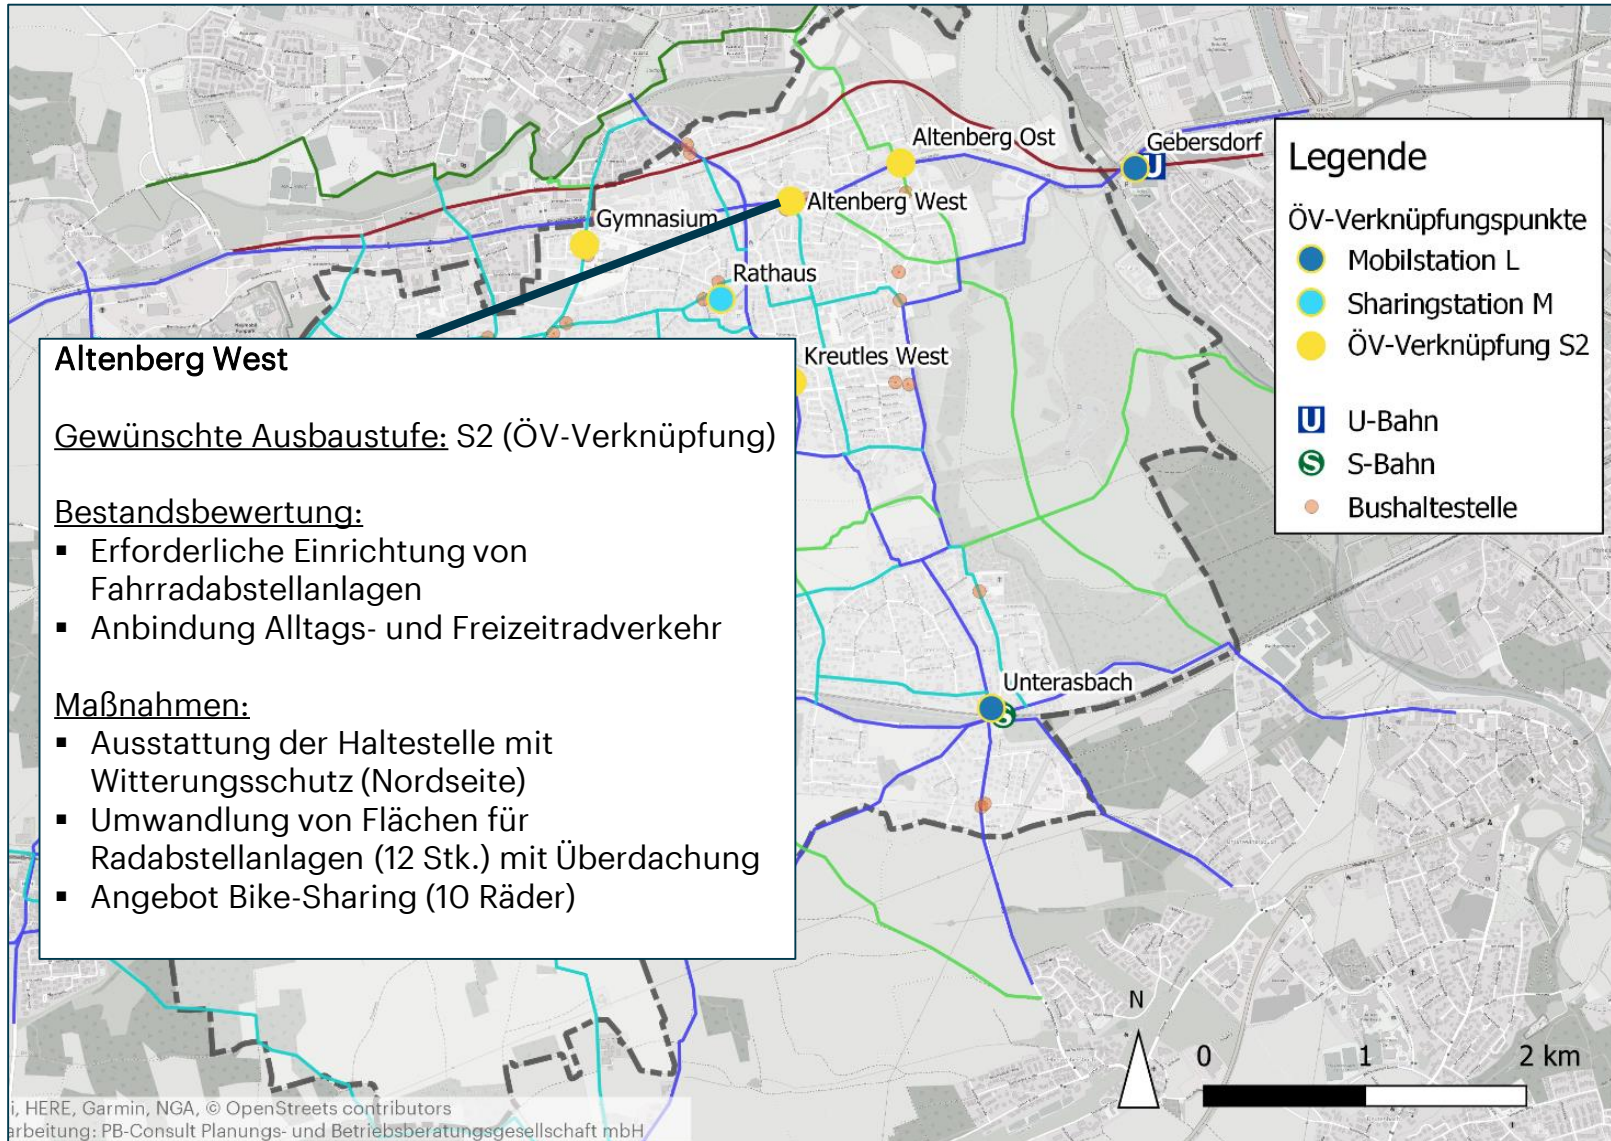 Altenberg Ost
Gebersdorf
U
Altenberg West
Gymnasium
Rathaus
Kreutles West
Unterasbach
S
Legende
ÖV-Verknüpfungspunkte
Mobilstation L
Sharingstation M
ÖV-Verknüpfung S2
U U-Bahn
S S-Bahn
Bushaltestelle
Altenberg West
Gewünschte Ausbaustufe: S2 (ÖV-Verknüpfung)
Bestandsbewertung:
▪ Erforderliche Einrichtung von
Fahrradabstellanlagen
▪ Anbindung Alltags- und Freizeitradverkehr
Maßnahmen:
▪ Ausstattung der Haltestelle mit
Witterungsschutz (Nordseite)
▪ Umwandlung von Flächen für
Radabstellanlagen (12 Stk.) mit Überdachung
▪ Angebot Bike-Sharing (10 Räder)
N
0 1 2 km
i, HERE, Garmin, NGA, © OpenStreets contributors
arbeitung: PB-Consult Planungs- und Betriebsberatungsgesellschaft mbH